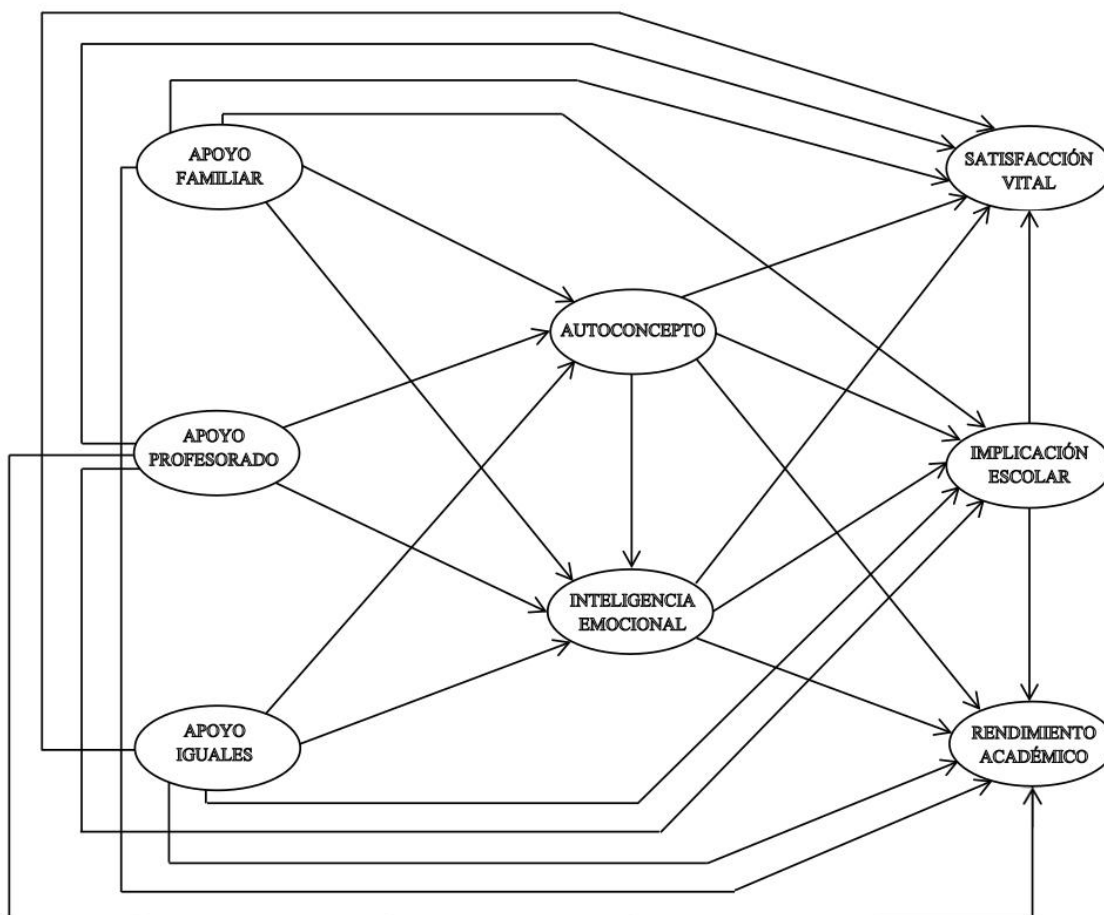 APOYO
FAMILIAR
SATISFACCIÓN
VITAL
AUTOCONCEPTO
APOYO
PROFESORADO
IMPLICACIÓN
ESCOLAR
INTELIGENCIA
EMOCIONAL
APOYO
IGUALES
RENDIMIENTO
ACADÉMICO